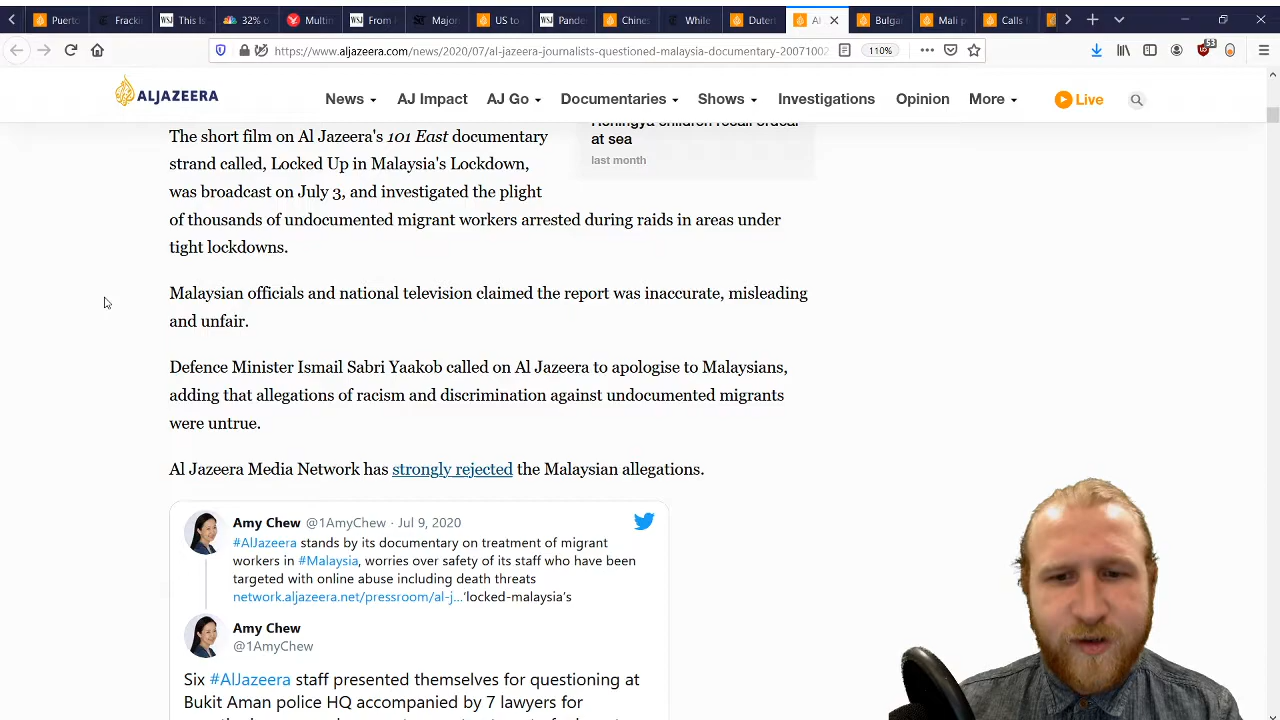 Puerto
Frackin
This Is
32% o
Multin
From I
Major
US to
Pande
Chines
While
Dutert
Al
Bulga
Mali p
Calls f
https://www.aljazeera.com/news/2020/07/al-jazeera-journalists-questioned-malaysia-documentary-2007100
110%
53
ALJAZEERA
News AJ Impact AJ Go Documentaries Shows Investigations Opinion More Live
The short film on Al Jazeera's 101 East documentary
strand called, Locked Up in Malaysia's Lockdown,
was broadcast on July 3, and investigated the plight
of thousands of undocumented migrant workers arrested during raids in areas under
tight lockdowns.
Rohingya children recall ordeal
at sea
last month
Malaysian officials and national television claimed the report was inaccurate, misleading
and unfair.
Defence Minister Ismail Sabri Yaakob called on Al Jazeera to apologise to Malaysians,
adding that allegations of racism and discrimination against undocumented migrants
were untrue.
Al Jazeera Media Network has strongly rejected the Malaysian allegations.
Amy Chew @1AmyChew · Jul 9, 2020
#AlJazeera stands by its documentary on treatment of migrant
workers in #Malaysia, worries over safety of its staff who have been
targeted with online abuse including death threats
network.aljazeera.net/pressroom/al-j…'locked-malaysia's
Amy Chew
@1AmyChew
Six #AlJazeera staff presented themselves for questioning at
Bukit Aman police HQ accompanied by 7 lawyers for